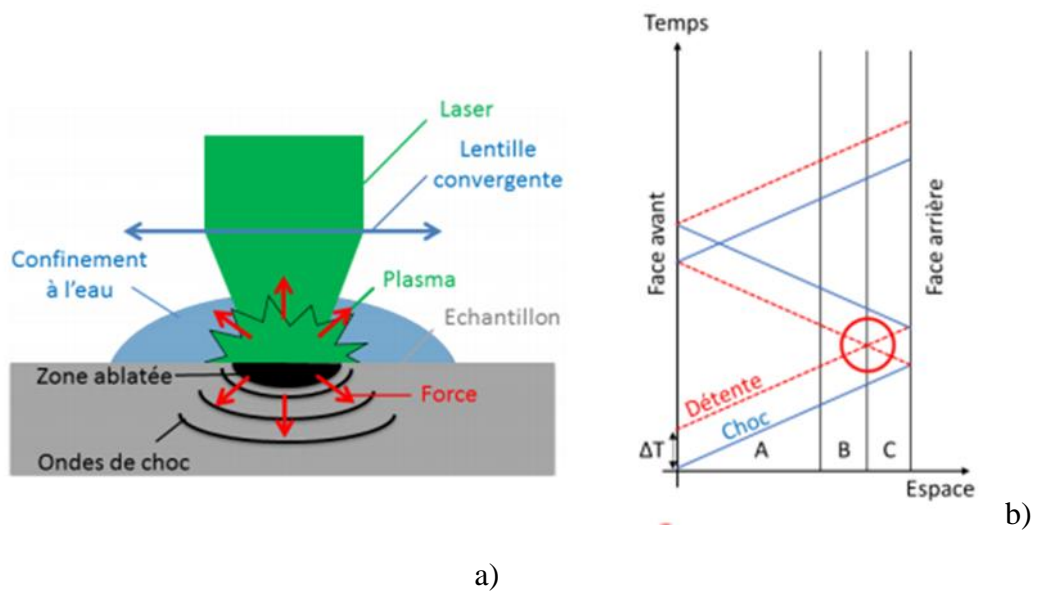 Laser
Lentille
convergente
Confinement
à l'eau
Plasma
Echantillon
Zone ablatée
Force
Ondes de choc
a)
Temps
Face avant
Face arrière
Détente
Choc
ΔT
A
B
C
Espace
b)